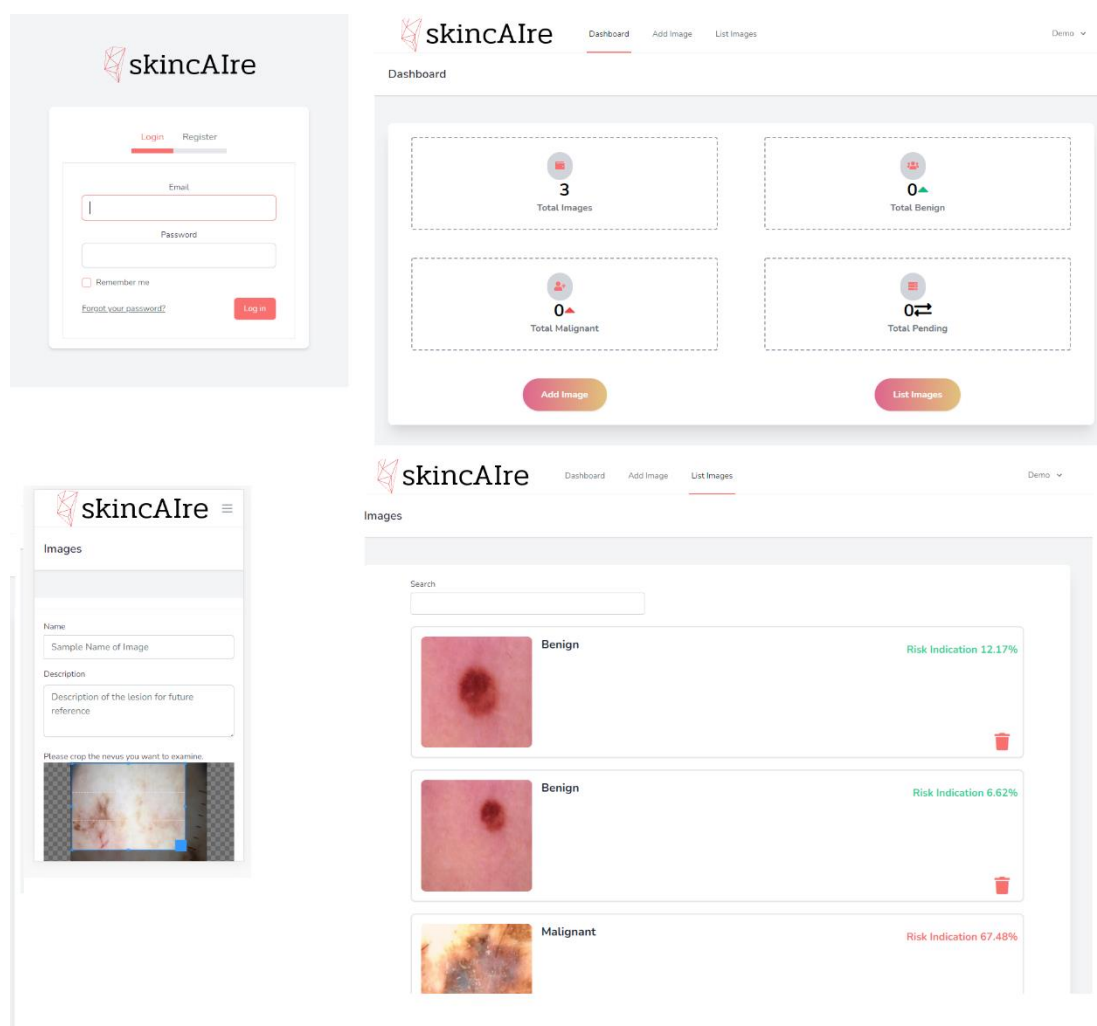 skincAIre
Login Register
Email
Password
Remember me
Forgot your password? Log in
skincAIre Dashboard Add Image List Images Demo
Dashboard
3
Total Images
0
Total Benign
0
Total Malignant
0
Total Pending
Add Image List Images
skincAIre
Images
Name
Sample Name of Image
Description
Description of the lesion for future
reference
Please crop the nevus you want to examine.
skincAIre Dashboard Add Image List Images Demo
Images
Search
Benign Risk Indication 12.17%
Benign Risk Indication 6.62%
Malignant Risk Indication 67.48%